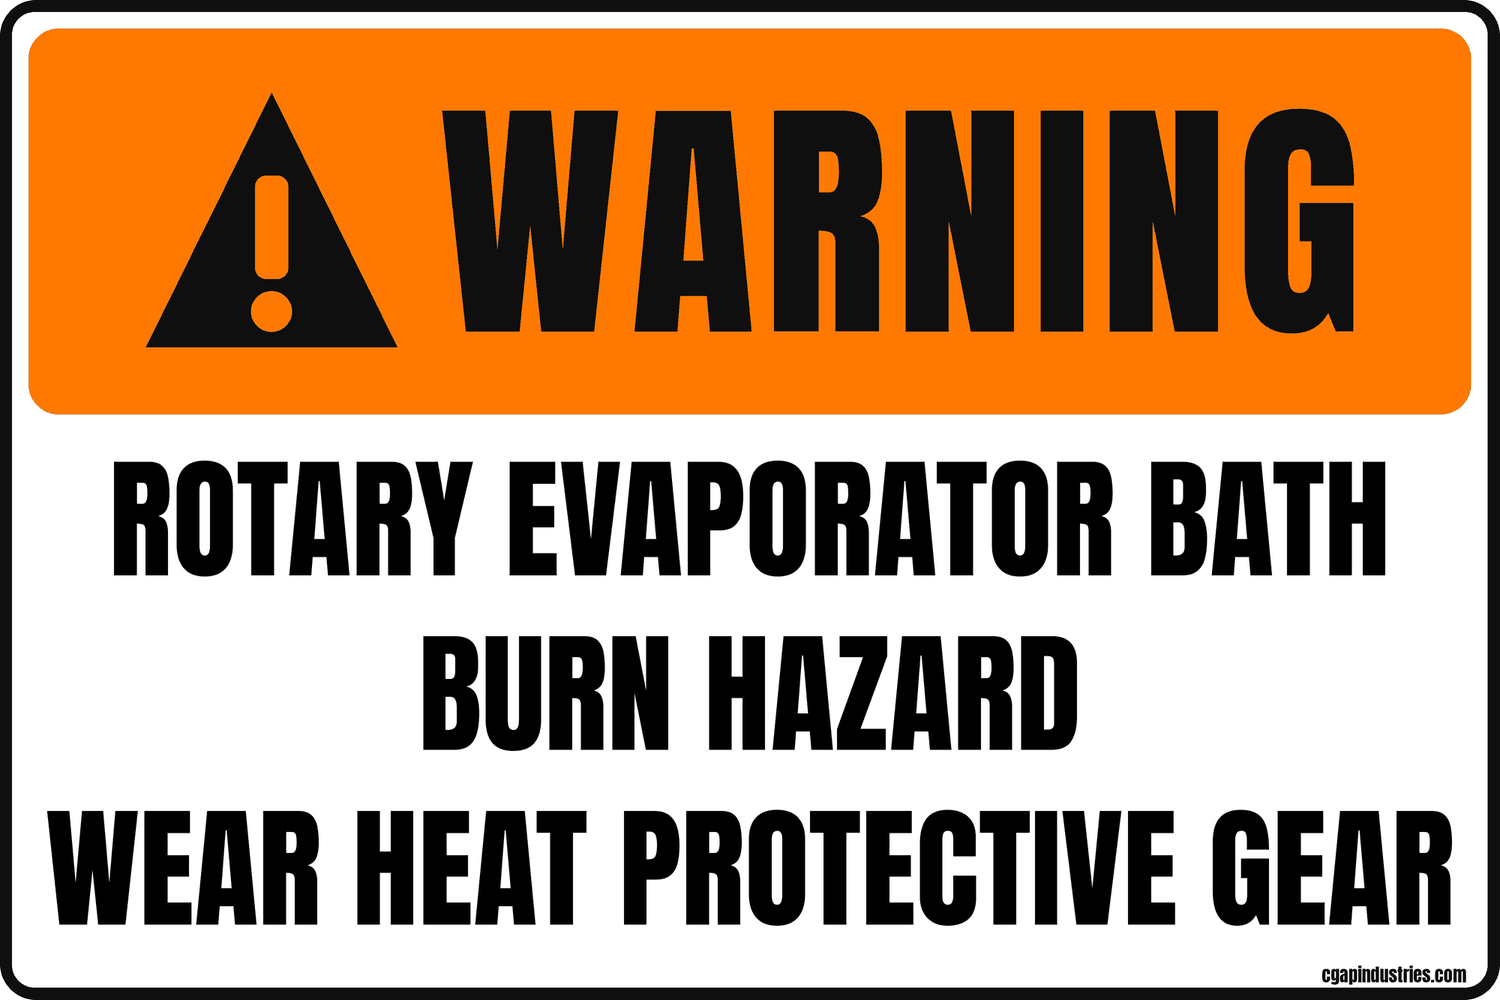 WARNING
ROTARY EVAPORATOR BATH
BURN HAZARD
WEAR HEAT PROTECTIVE GEAR
cgapindustries.com